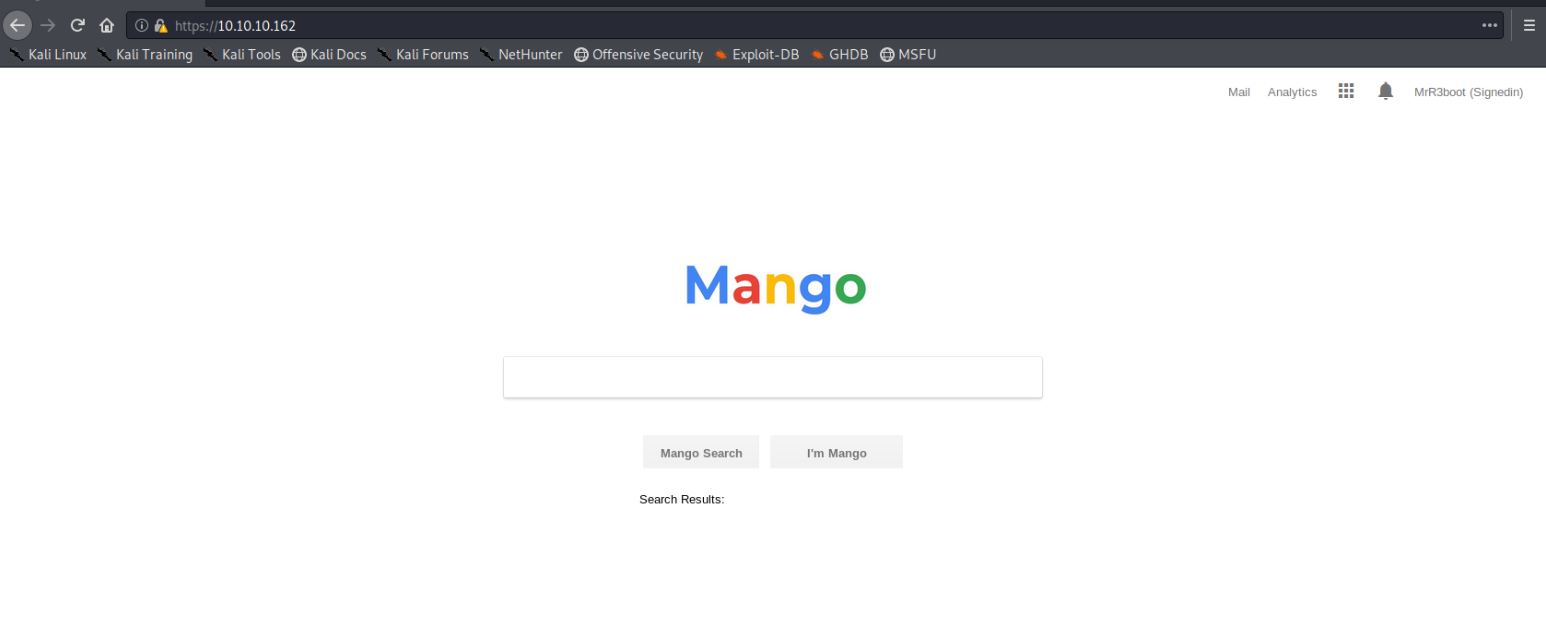 https://10.10.10.162
Kali Linux Kali Training Kali Tools Kali Docs Kali Forums NetHunter Offensive Security Exploit-DB GHDB MSFU
Mail Analytics MrR3boot (Signedin)
Mango
Mango Search I'm Mango
Search Results: